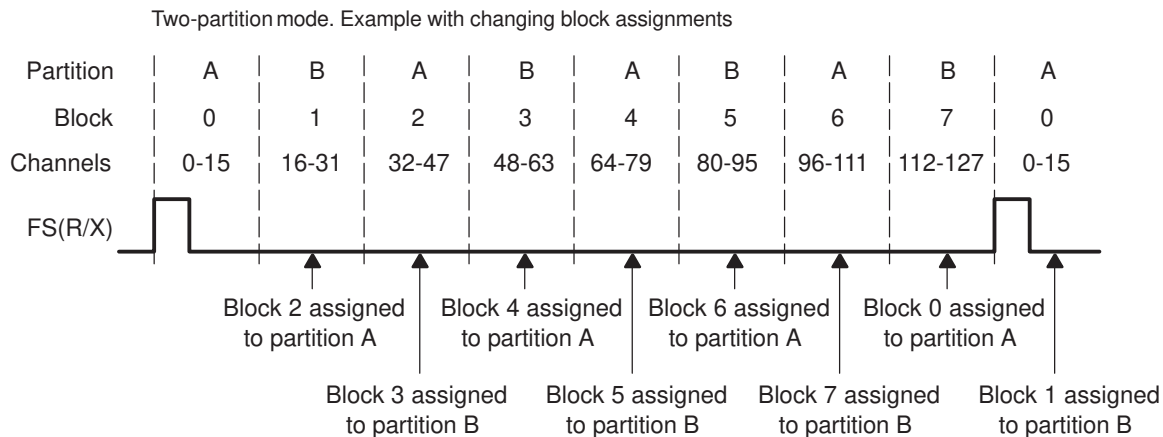 Two-partition mode. Example with changing block assignments
Partition A B A B A B A B A
Block 0 1 2 3 4 5 6 7 0
Channels 0-15 16-31 32-47 48-63 64-79 80-95 96-111 112-127 0-15
FS(R/X)
Block 2 assigned to partition A
Block 4 assigned to partition A
Block 6 assigned to partition A
Block 0 assigned to partition A
Block 3 assigned to partition B
Block 5 assigned to partition B
Block 7 assigned to partition B
Block 1 assigned to partition B